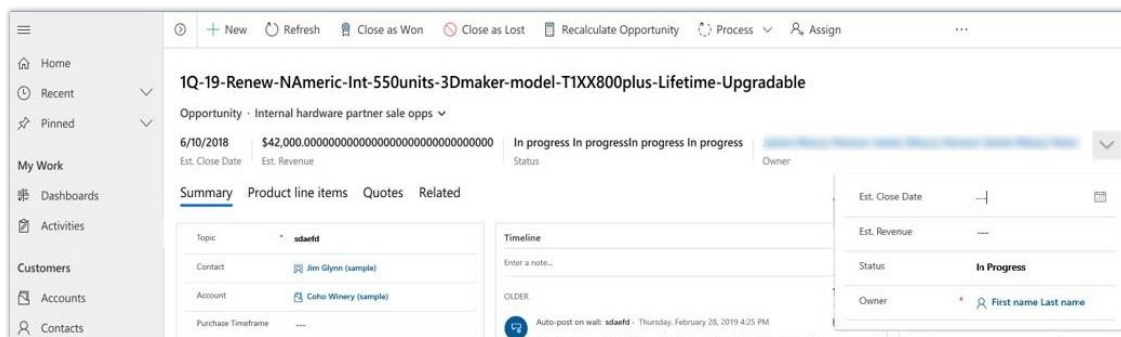 New Refresh Close as Won Close as Lost Recalculate Opportunity Process Assign ...
Home
Recent
Pinned
My Work
Dashboards
Activities
Customers
Accounts
Contacts
1Q-19-Renew-NAmeric-Int-550units-3Dmaker-model-T1XX800plus-Lifetime-Upgradable
Opportunity · Internal hardware partner sale opps
6/10/2018 $42,000.00000000000000000000000000000000 In progress In progressIn progress In progress
Est. Close Date Est. Revenue Status Owner
Summary Product line items Quotes Related
Topic * sdaefd
Contact Jim Glynn (sample)
Account Coho Winery (sample)
Purchase Timeframe ---
Timeline
Enter a note...
OLDER
Auto-post on wall: sdaefd - Thursday, February 28, 2019 4:25 PM
Est. Close Date ---
Est. Revenue ---
Status In Progress
Owner * First name Last name